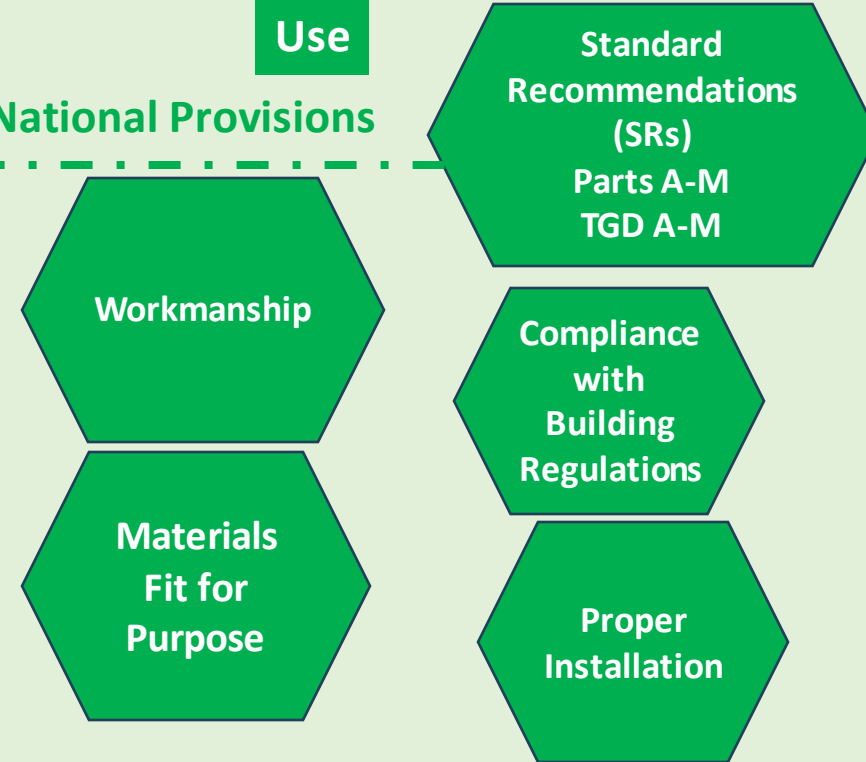 Use
National Provisions
Standard
Recommendations
(SRs)
Parts A-M
TGD A-M
Workmanship
Compliance
with
Building
Regulations
Materials
Fit for
Purpose
Proper
Installation